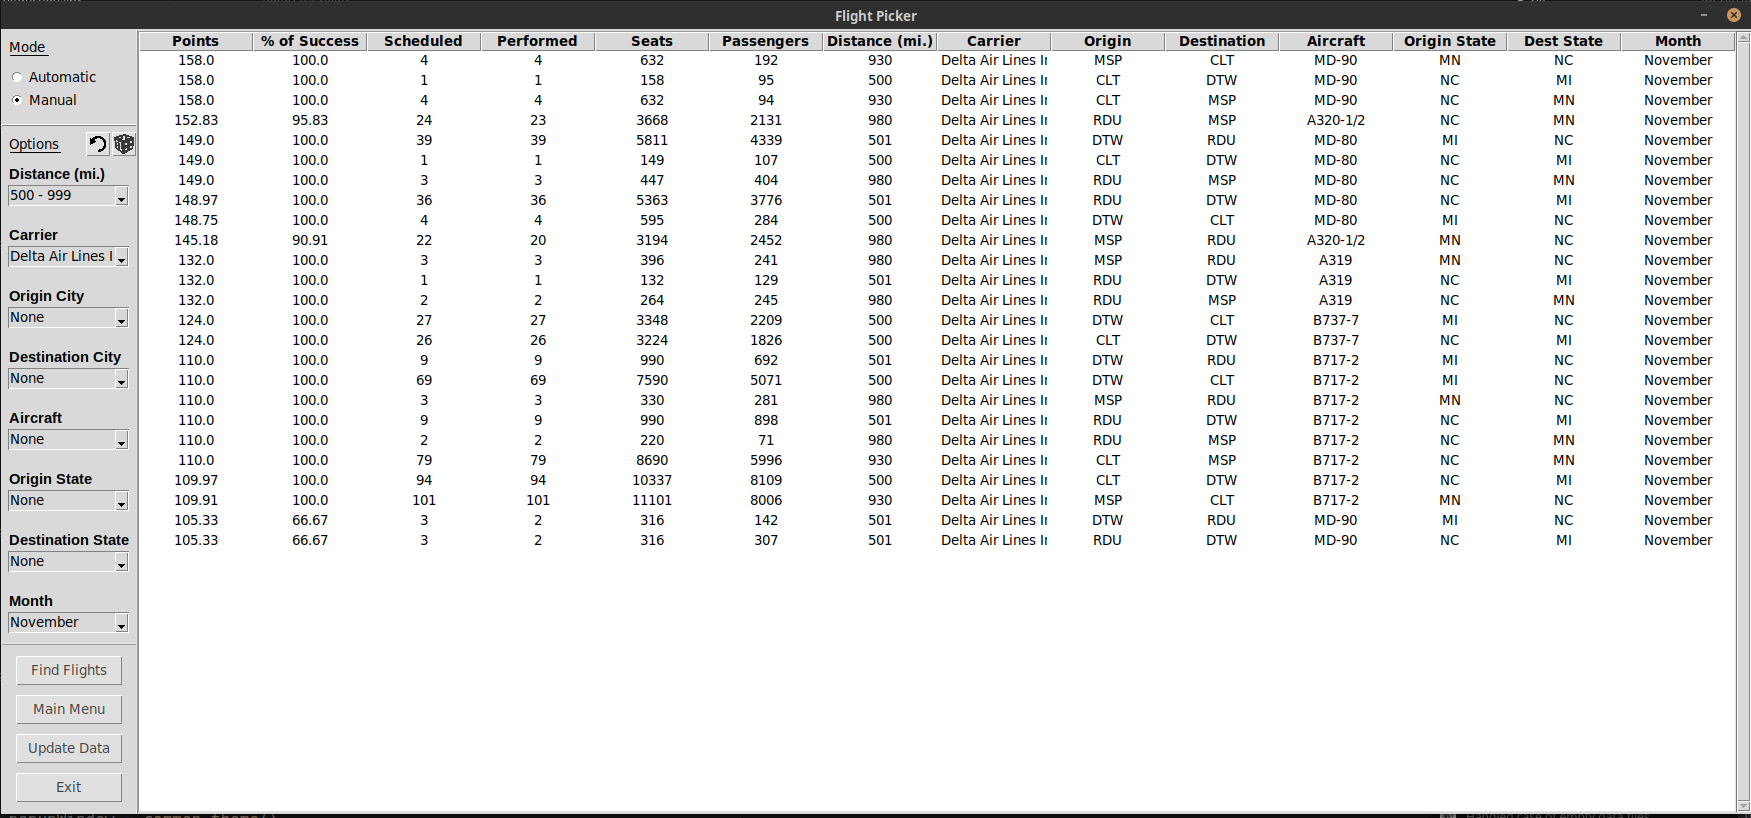 Flight Picker
Mode
Automatic
Manual
Options
Distance (mi.)
500 - 999
Carrier
Delta Air Lines I
Origin City
None
Destination City
None
Aircraft
None
Origin State
None
Destination State
None
Month
November
Find Flights
Main Menu
Update Data
Exit
Points % of Success Scheduled Performed Seats Passengers Distance (mi.) Carrier Origin Destination Aircraft Origin State Dest State Month
158.0 100.0 4 4 632 192 930 Delta Air Lines Ir MSP CLT MD-90 MN NC November
158.0 100.0 1 1 158 95 500 Delta Air Lines Ir CLT DTW MD-90 NC MI November
158.0 100.0 4 4 632 94 930 Delta Air Lines Ir CLT MSP MD-90 NC MN November
152.83 95.83 24 23 3668 2131 980 Delta Air Lines Ir RDU MSP A320-1/2 NC MN November
149.0 100.0 39 39 5811 4339 501 Delta Air Lines Ir DTW RDU MD-80 MI NC November
149.0 100.0 1 1 149 107 500 Delta Air Lines Ir CLT DTW MD-80 NC MI November
149.0 100.0 3 3 447 404 980 Delta Air Lines Ir RDU MSP MD-80 NC MN November
148.97 100.0 36 36 5363 3776 501 Delta Air Lines Ir RDU DTW MD-80 NC MI November
148.75 100.0 4 4 595 284 500 Delta Air Lines Ir DTW CLT MD-80 MI NC November
145.18 90.91 22 20 3194 2452 980 Delta Air Lines Ir MSP RDU A320-1/2 MN NC November
132.0 100.0 3 3 396 241 980 Delta Air Lines Ir MSP RDU A319 MN NC November
132.0 100.0 1 1 132 129 501 Delta Air Lines Ir RDU DTW A319 NC MI November
132.0 100.0 2 2 264 245 980 Delta Air Lines Ir RDU MSP A319 NC MN November
124.0 100.0 27 27 3348 2209 500 Delta Air Lines Ir DTW CLT B737-7 MI NC November
124.0 100.0 26 26 3224 1826 500 Delta Air Lines Ir CLT DTW B737-7 NC MI November
110.0 100.0 9 9 990 692 501 Delta Air Lines Ir DTW RDU B717-2 MI NC November
110.0 100.0 69 69 7590 5071 500 Delta Air Lines Ir DTW CLT B717-2 MI NC November
110.0 100.0 3 3 330 281 980 Delta Air Lines Ir MSP RDU B717-2 MN NC November
110.0 100.0 9 9 990 898 501 Delta Air Lines Ir RDU DTW B717-2 NC MI November
110.0 100.0 2 2 220 71 980 Delta Air Lines Ir RDU MSP B717-2 NC MN November
110.0 100.0 79 79 8690 5996 930 Delta Air Lines Ir CLT MSP B717-2 NC MN November
109.97 100.0 94 94 10337 8109 500 Delta Air Lines Ir CLT DTW B717-2 NC MI November
109.91 100.0 101 101 11101 8006 930 Delta Air Lines Ir MSP CLT B717-2 MN NC November
105.33 66.67 3 2 316 142 501 Delta Air Lines Ir DTW RDU MD-90 MI NC November
105.33 66.67 3 2 316 307 501 Delta Air Lines Ir RDU DTW MD-90 NC MI November